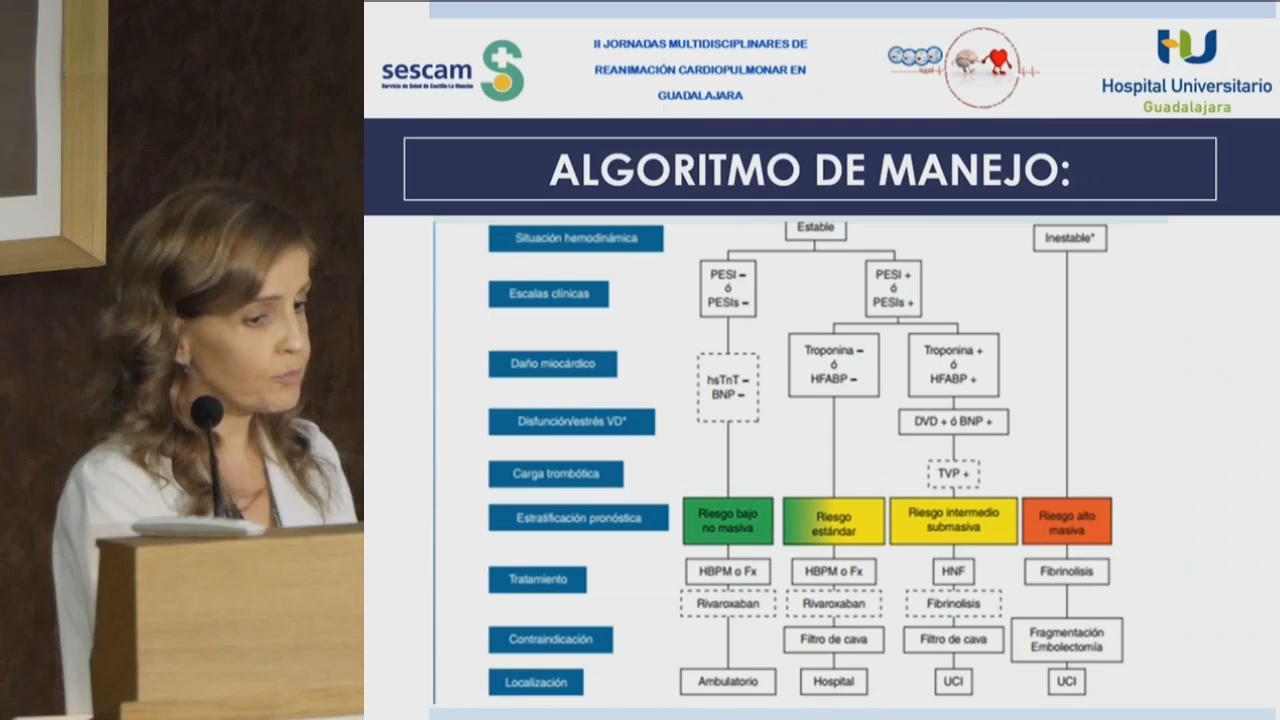 sescam
Servicio de Salud de Castilla-La Mancha
II JORNADAS MULTIDISCIPLINARES DE
REANIMACIÓN CARDIOPULMONAR EN
GUADALAJARA
Hospital Universitario
Guadalajara
ALGORITMO DE MANEJO:
Situación hemodinámica
Estable
Inestable*
Escalas clínicas
PESI –
ó
PESIs –
PESI +
ó
PESIs +
Daño miocárdico
hsTnT –
BNP –
Troponina –
ó
HFABP –
Troponina +
ó
HFABP +
Disfunción/estrés VD*
DVD + ó BNP +
Carga trombótica
TVP +
Estratificación pronóstica
Riesgo bajo
no masiva
Riesgo
estándar
Riesgo intermedio
submasiva
Riesgo alto
masiva
Tratamiento
HBPM o Fx
HBPM o Fx
HNF
Fibrinolisis
Rivaroxaban
Rivaroxaban
Fibrinolisis
Contraindicación
Filtro de cava
Filtro de cava
Fragmentación
Embolectomía
Localización
Ambulatorio
Hospital
UCI
UCI